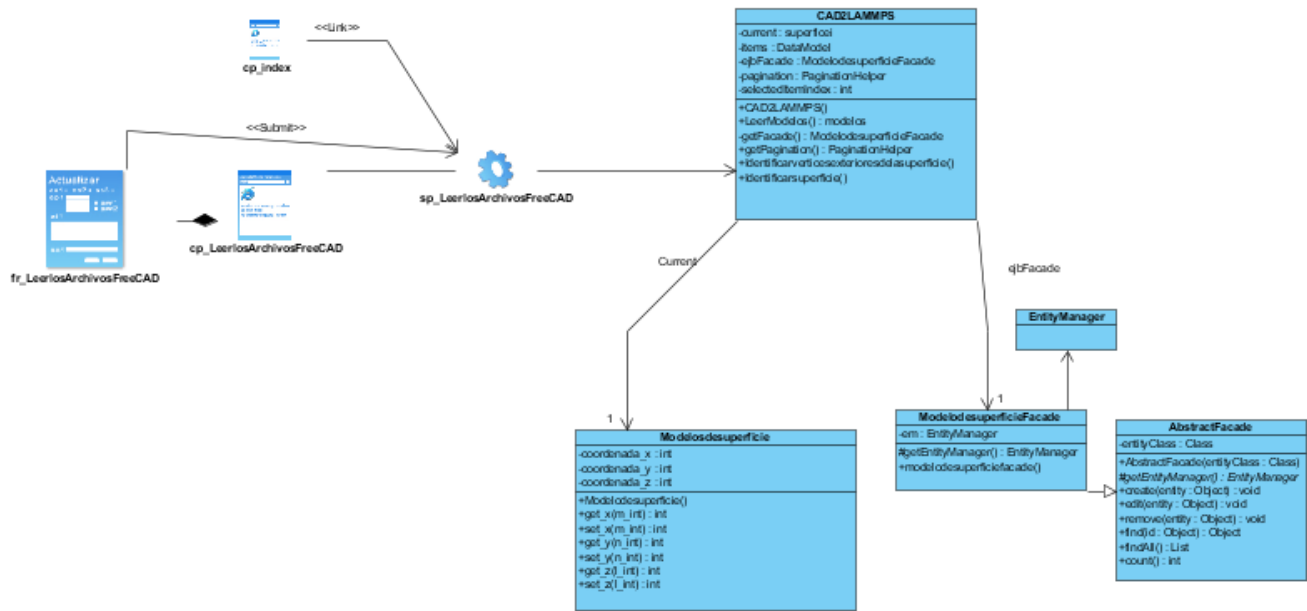 <<Link>>
cp_index
<<Submit>>
Actualizar
fr_LeerlosArchivosFreeCAD
cp_LeerlosArchivosFreeCAD
sp_LeerlosArchivosFreeCAD
CAD2LAMMPS
-current : superficei
-items : DataModel
-ejbFacade : ModelodesuperficieFacade
-pagination : PaginationHelper
-selectedItemIndex : int
+CAD2LAMMPS()
+LeerModelos() : modelos
-getFacade() : ModelodesuperficieFacade
+getPagination() : PaginationHelper
+identificarverticesexterioresdelasuperficie()
+identificarsuperficie()
Current
ejbFacade
1
1
Modelosdesuperficie
-coordenada_x : int
-coordenada_y : int
-coordenada_z : int
+Modelodesuperficie()
+get_x(m_int) : int
+set_x(m_int) : int
+get_y(n_int) : int
+set_y(n_int) : int
+get_z(l_int) : int
+set_z(l_int) : int
EntityManager
ModelodesuperficieFacade
-em : EntityManager
#getEntityManager() : EntityManager
+modelodesuperficiefacade()
AbstractFacade
-entityClass : Class
+AbstractFacade(entityClass : Class)
#getEntityManager() : EntityManager
+create(entity : Object) : void
+edit(entity : Object) : void
+remove(entity : Object) : void
+find(id : Object) : Object
+findAll() : List
+count() : int